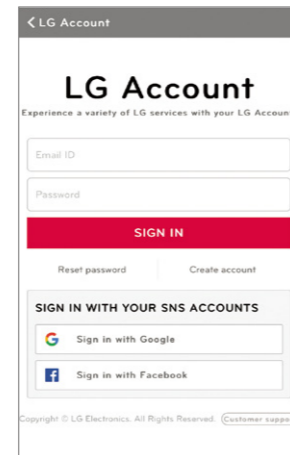 LG Account
LG Account
Experience a variety of LG services with your LG Accoun
Email ID
Password
SIGN IN
Reset password
Create account
SIGN IN WITH YOUR SNS ACCOUNTS
Sign in with Google
Sign in with Facebook
Copyright © LG Electronics. All Rights Reserved. Customer suppo